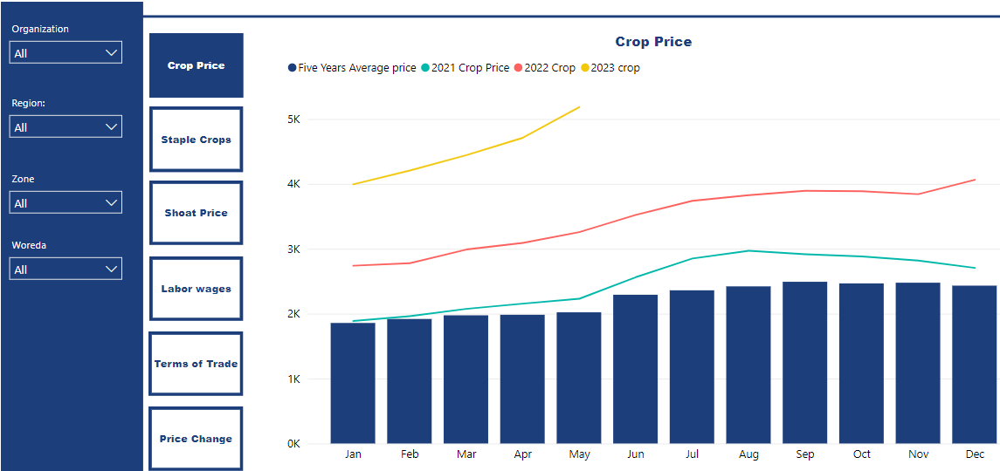 Organization
All
Region:
All
Zone
All
Woreda
All
Crop Price
Staple Crops
Shoat Price
Labor wages
Terms of Trade
Price Change
Crop Price
Five Years Average price 2021 Crop Price 2022 Crop 2023 crop
5K
4K
3K
2K
1K
0K
Jan Feb Mar Apr May Jun Jul Aug Sep Oct Nov Dec